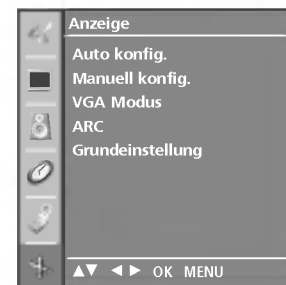 Anzeige
Auto konfig.
Manuell konfig.
VGA Modus
ARC
Grundeinstellung
▲▼ ◄ ► OK MENU